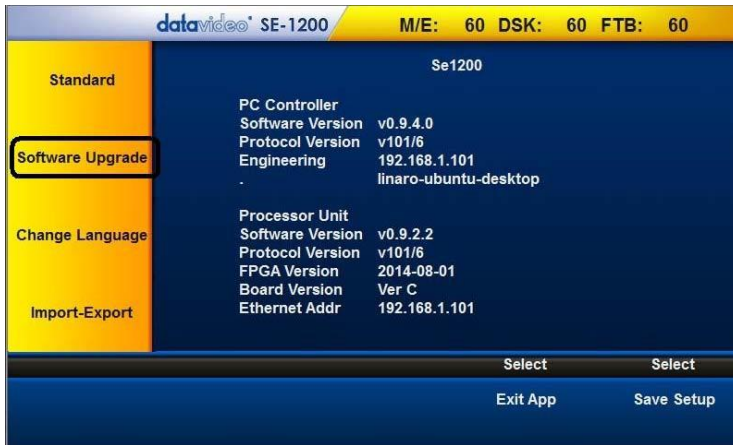 datavideo SE-1200 M/E: 60 DSK: 60 FTB: 60
Standard
Software Upgrade
Change Language
Import-Export
Se1200
PC Controller
Software Version v0.9.4.0
Protocol Version v101/6
Engineering 192.168.1.101
. linaro-ubuntu-desktop
Processor Unit
Software Version v0.9.2.2
Protocol Version v101/6
FPGA Version 2014-08-01
Board Version Ver C
Ethernet Addr 192.168.1.101
Select Select
Exit App Save Setup